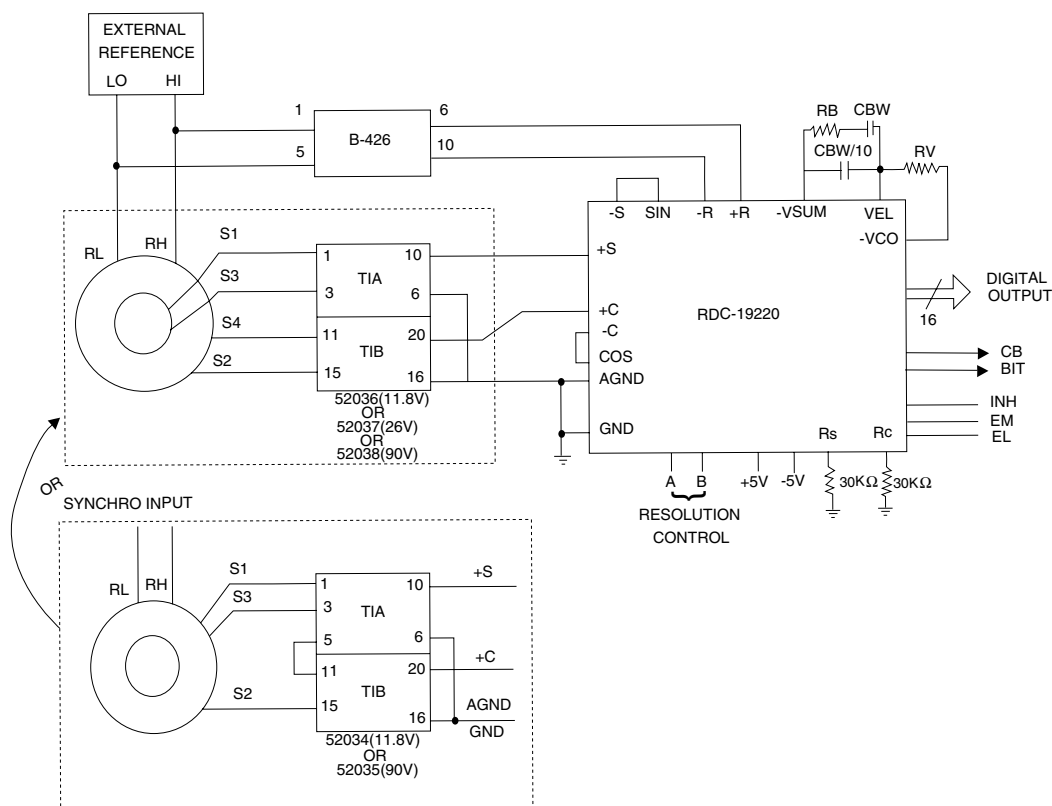 EXTERNAL
REFERENCE
LO HI
1
5
B-426
6
10
RB CBW
CBW/10
RV
-S SIN -R +R -VSUM VEL
-VCO
+S
+C
-C
COS
AGND
GND
RDC-19220
DIGITAL
OUTPUT
16
CB
BIT
INH
EM
EL
Rs Rc
30KΩ 30KΩ
A B +5V -5V
RESOLUTION
CONTROL
RL RH
S1
S3
S4
S2
1 10
TIA
3 6
11 20
TIB
15 16
52036(11.8V)
OR
52037(26V)
OR
52038(90V)
OR
SYNCHRO INPUT
RL RH
S1
S3
S2
1 10
3
TIA
5 6
11 20
TIB
15
16
+S
+C
AGND
GND
52034(11.8V)
OR
52035(90V)